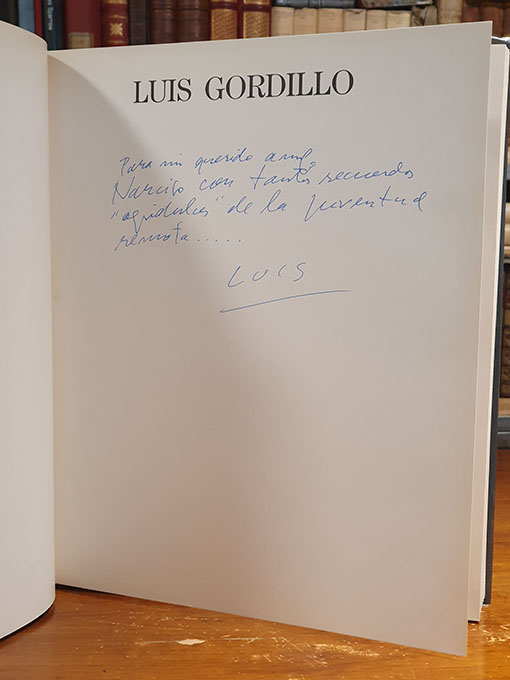 LUIS GORDILLO
Para mi querido amigo
Narciso con tantos recuerdos
"agridulces" de la juventud
remota.....
LUIS